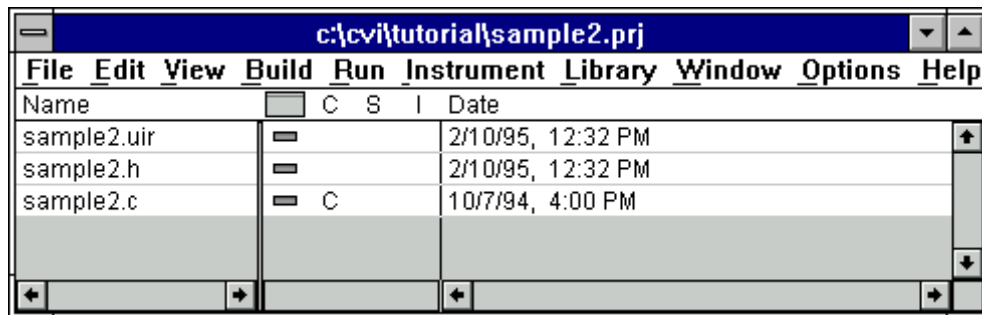 c:\cvi\tutorial\sample2.prj
File Edit View Build Run Instrument Library Window Options Help
Name C S I Date
sample2.uir 2/10/95, 12:32 PM
sample2.h 2/10/95, 12:32 PM
sample2.c C 10/7/94, 4:00 PM